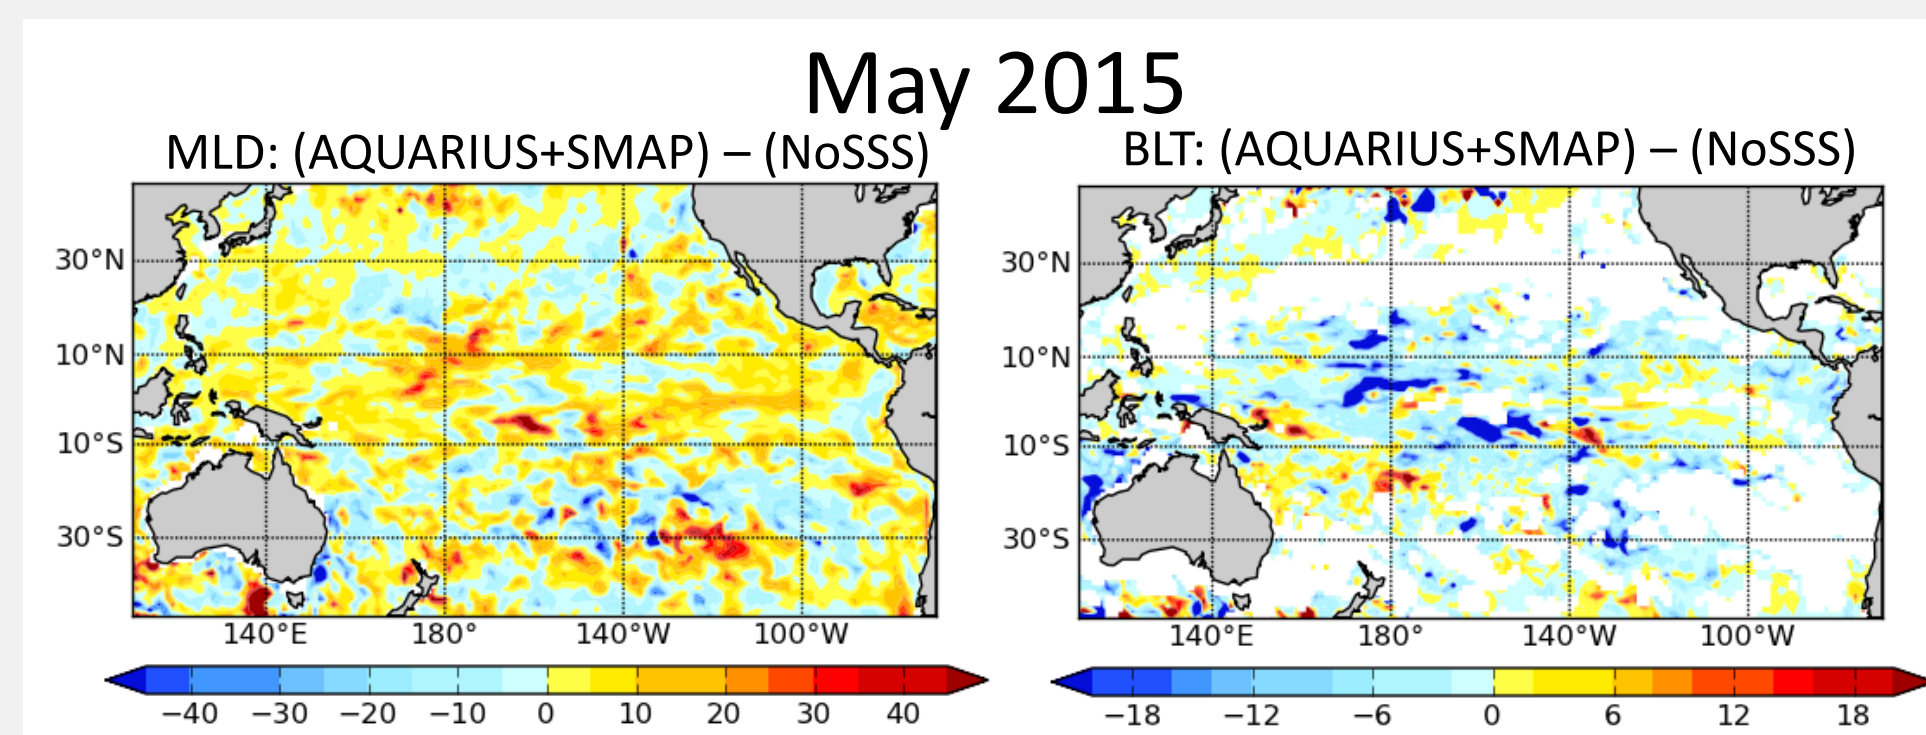 May 2015
MLD: (AQUARIUS+SMAP) – (NoSSS)
BLT: (AQUARIUS+SMAP) – (NoSSS)
30°N
10°N
10°S
30°S
140°E 180° 140°W 100°W
−40 −30 −20 −10 0 10 20 30 40
30°N
10°N
10°S
30°S
140°E 180° 140°W 100°W
−18 −12 −6 0 6 12 18